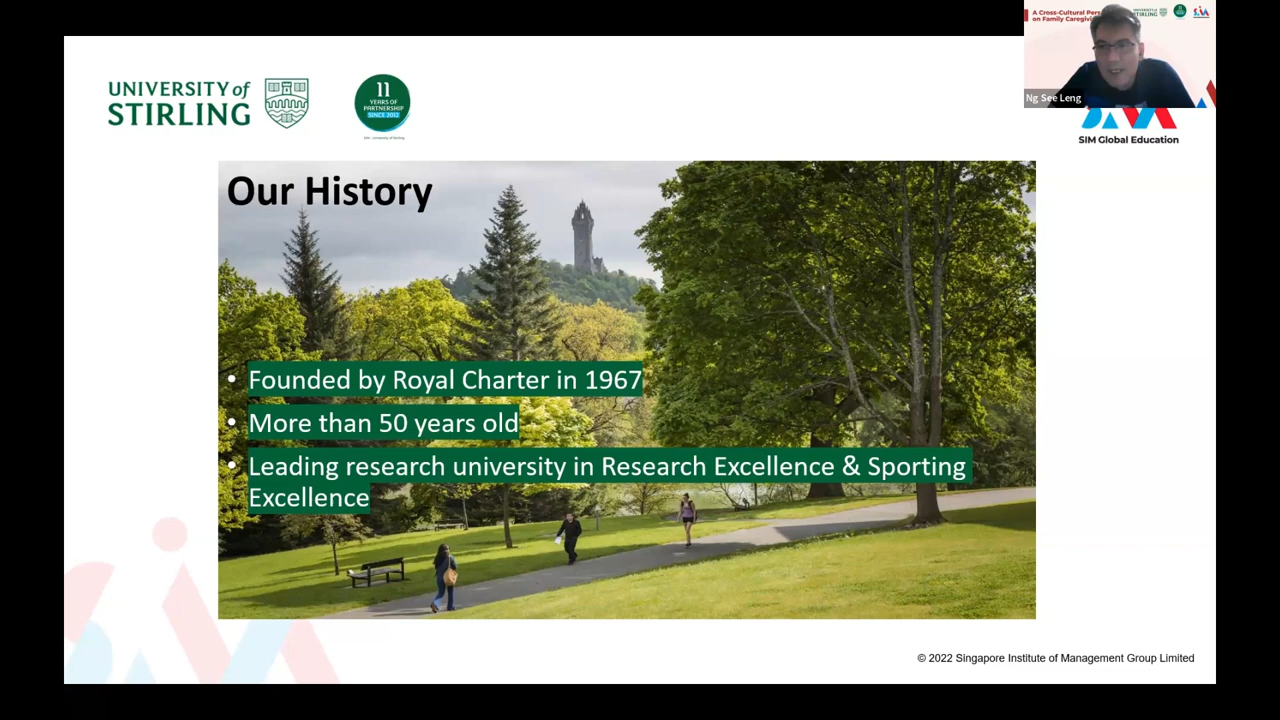 A Cross-Cultural Pers
on Family Caregivi
UNIVERSITY of
STIRLING
11
YEARS OF
PARTNERSHIP
SINCE 2012
SIM - University of Stirling
Ng See Leng
SIM Global Education
Our History
• Founded by Royal Charter in 1967
• More than 50 years old
• Leading research university in Research Excellence & Sporting
Excellence
© 2022 Singapore Institute of Management Group Limited